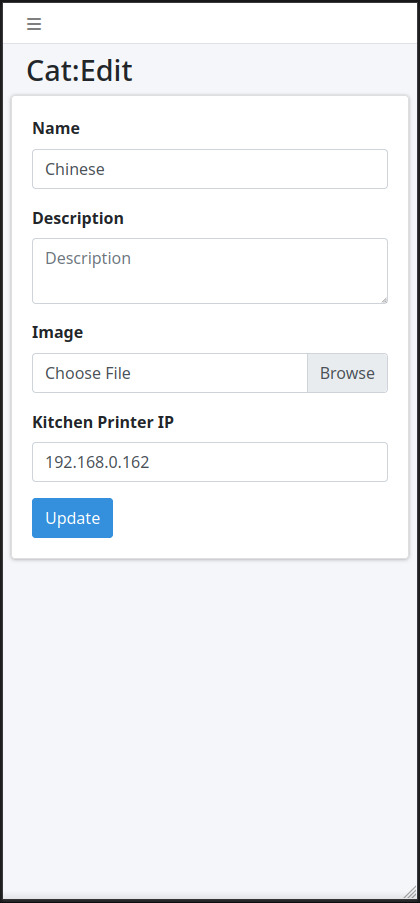 Cat:Edit
Name
Chinese
Description
Description
Image
Choose File
Browse
Kitchen Printer IP
192.168.0.162
Update